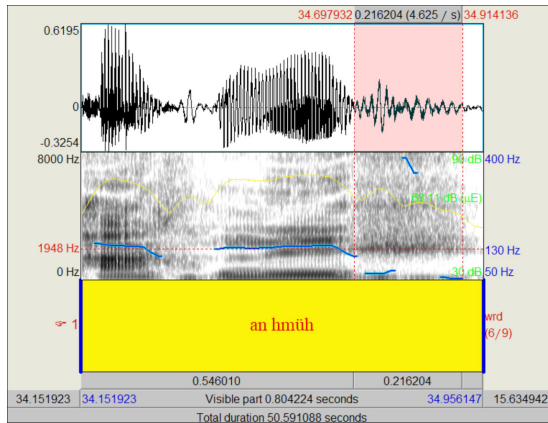 34.697932 0.216204 (4.625 / s) 34.914136
0.6195
0
-0.3254
8000 Hz 90 dB 400 Hz
1948 Hz 130 Hz
0 Hz 30 dB 50 Hz
☞ 1 an hmüh wrd
(6/9)
0.546010 0.216204
34.151923 34.151923 Visible part 0.804224 seconds 34.956147 15.634942
Total duration 50.591088 seconds